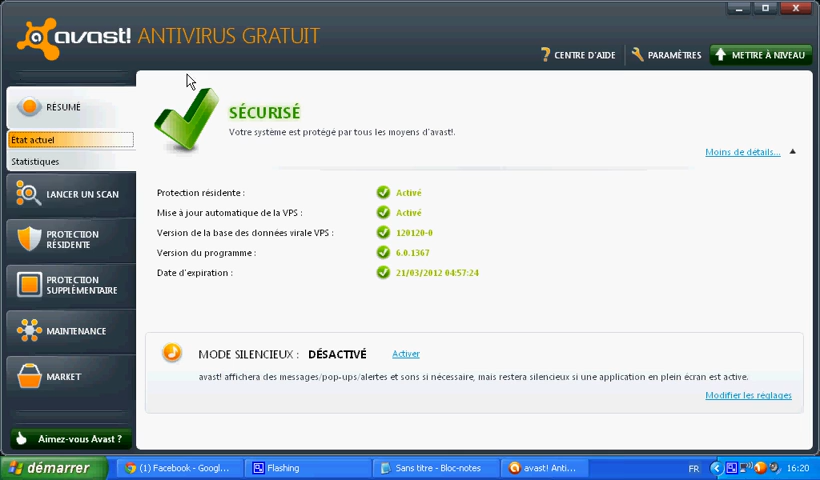 avast! ANTIVIRUS GRATUIT
CENTRE D'AIDE
PARAMÈTRES
METTRE À NIVEAU
RÉSUMÉ
Etat actuel
Statistiques
LANCER UN SCAN
PROTECTION
RÉSIDENTE
PROTECTION
SUPPLÉMENTAIRE
MAINTENANCE
MARKET
Aimez-vous Avast ?
SÉCURISÉ
Votre système est protégé par tous les moyens d'avast!.
Moins de détails...
Protection résidente : Activé
Mise à jour automatique de la VPS : Activé
Version de la base des données virale VPS : 120120-0
Version du programme : 6.0.1367
Date d'expiration : 21/03/2012 04:57:24
MODE SILENCIEUX : DÉSACTIVÉ Activer
avast! affichera des messages/pop-ups/alertes et sons si nécessaire, mais restera silencieux si une application en plein écran est active.
Modifier les réglages
démarrer
(1) Facebook - Googl...
Flashing
Sans titre - Bloc-notes
avast! Anti...
FR
16:20